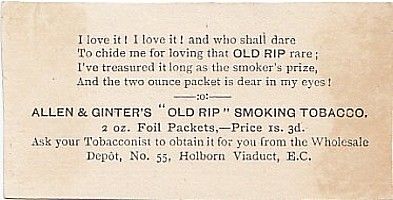 I love it! I love it! and who shall dare
To chide me for loving that OLD RIP rare;
I've treasured it long as the smoker's prize,
And the two ounce packet is dear in my eyes!
—:o:—
ALLEN & GINTER'S "OLD RIP" SMOKING TOBACCO.
2 oz. Foil Packets,—Price 1s. 3d.
Ask your Tobacconist to obtain it for you from the Wholesale
Depôt, No. 55, Holborn Viaduct, E.C.